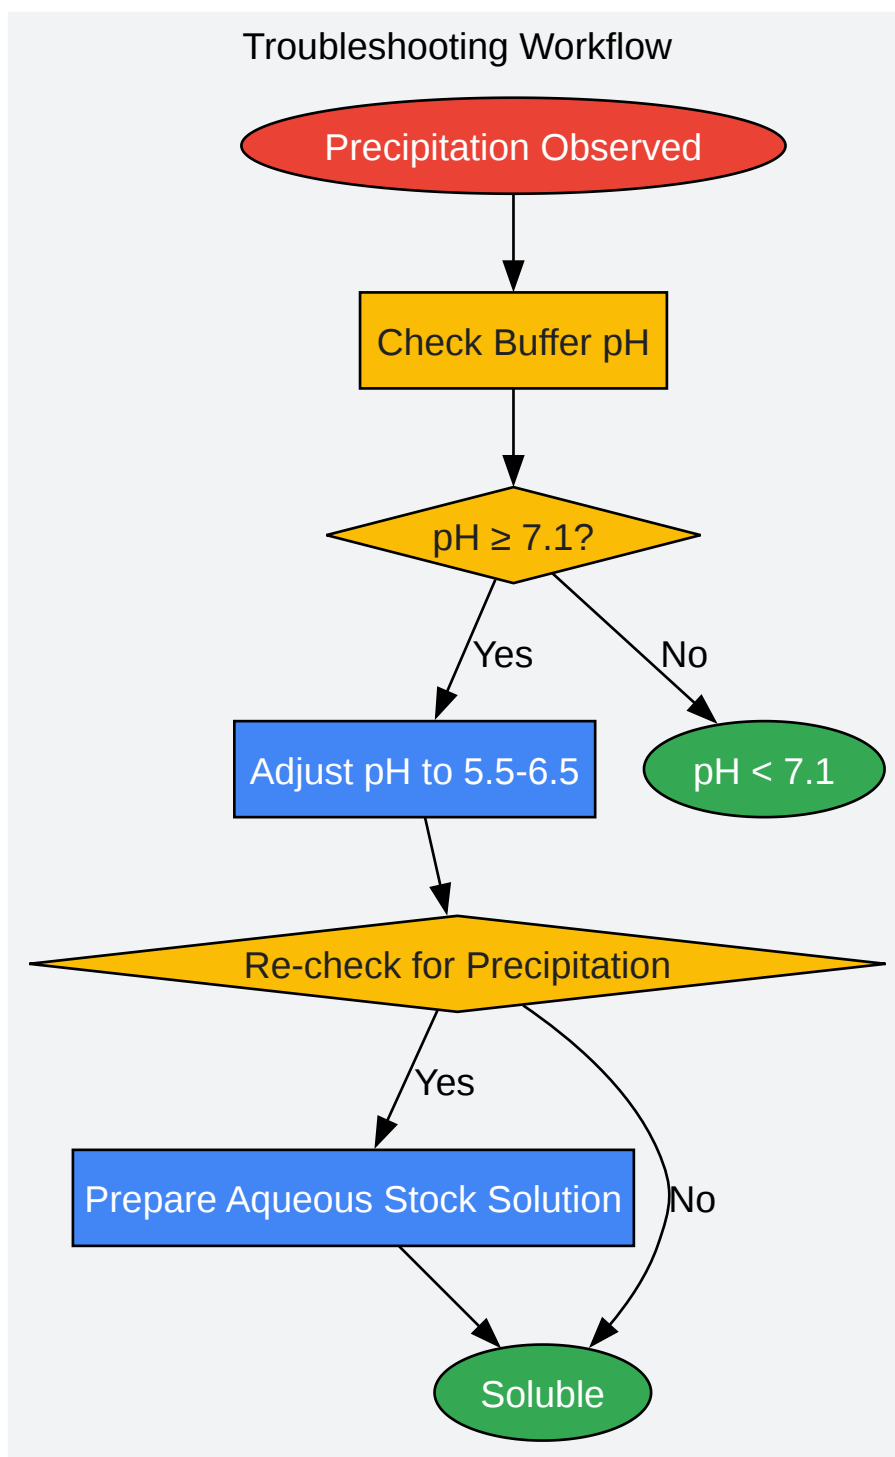 Troubleshooting Workflow
Precipitation Observed
Check Buffer pH
pH ≥ 7.1?
Yes
No
Adjust pH to 5.5-6.5
pH < 7.1
Re-check for Precipitation
Yes
Prepare Aqueous Stock Solution
No
Soluble